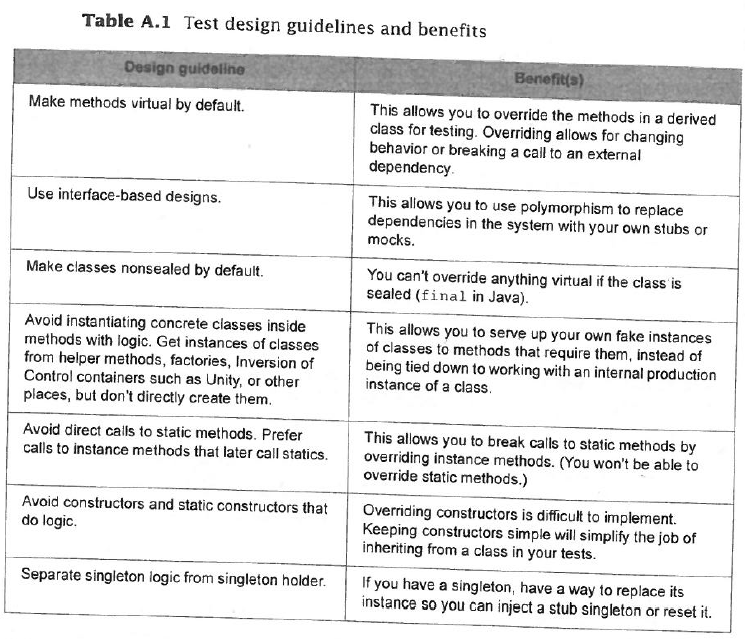 Table A.1 Test design guidelines and benefits
Design guideline
Benefit(s)
Make methods virtual by default.
This allows you to override the methods in a derived
class for testing. Overriding allows for changing
behavior or breaking a call to an external
dependency.
Use interface-based designs.
This allows you to use polymorphism to replace
dependencies in the system with your own stubs or
mocks.
Make classes nonsealed by default.
You can't override anything virtual if the class is
sealed (final in Java).
Avoid instantiating concrete classes inside
methods with logic. Get instances of classes
from helper methods, factories, Inversion of
Control containers such as Unity, or other
places, but don't directly create them.
This allows you to serve up your own fake instances
of classes to methods that require them, instead of
being tied down to working with an internal production
instance of a class.
Avoid direct calls to static methods. Prefer
calls to instance methods that later call statics.
This allows you to break calls to static methods by
overriding instance methods. (You won't be able to
override static methods.)
Avoid constructors and static constructors that
do logic.
Overriding constructors is difficult to implement.
Keeping constructors simple will simplify the job of
inheriting from a class in your tests.
Separate singleton logic from singleton holder.
If you have a singleton, have a way to replace its
instance so you can inject a stub singleton or reset it.